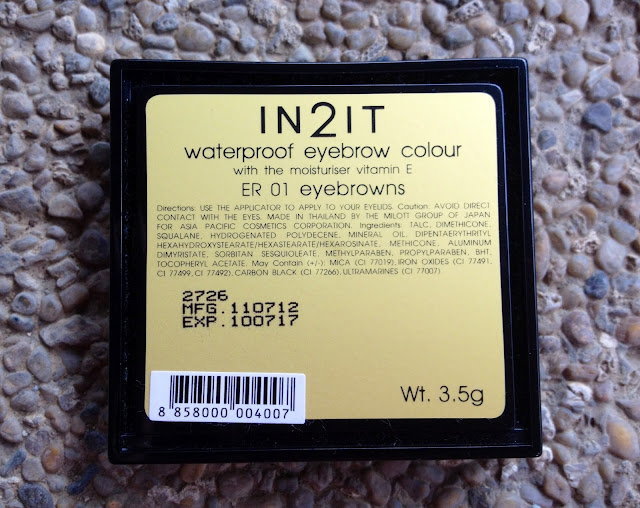 IN2IT
waterproof eyebrow colour
with the moisturiser vitamin E
ER 01 eyebrowns
Directions: USE THE APPLICATOR TO APPLY TO YOUR EYELIDS. Caution: AVOID DIRECT
CONTACT WITH THE EYES. MADE IN THAILAND BY THE MILOTT GROUP OF JAPAN
FOR ASIA PACIFIC COSMETICS CORPORATION. Ingredients: TALC, DIMETHICONE,
SQUALANE, HYDROGENATED POLYDECENE, MINERAL OIL, DIPENTAERYTHRITYL
HEXAHYDROXYSTEARATE/HEXASTEARATE/HEXAROSINATE, METHICONE, ALUMINUM
DIMYRISTATE, SORBITAN SESQUIOLEATE, METHYLPARABEN, PROPYLPARABEN, BHT,
TOCOPHERYL ACETATE. May Contain (+/-): MICA (CI 77019), IRON OXIDES (CI 77491,
CI 77499, CI 77492), CARBON BLACK (CI 77266), ULTRAMARINES (CI 77007)
2726
MFG.110712
EXP.100717
8 858000 004007
Wt. 3.5g